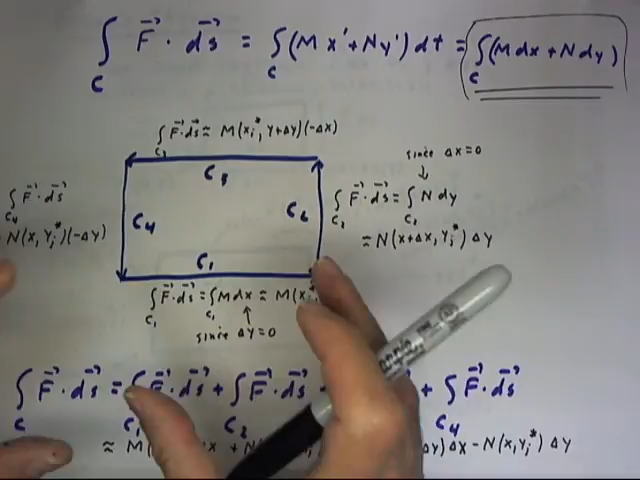 ∫ F⃗ · ds⃗ = ∫ (M x' + N y') dt = ∫ (M dx + N dy)
C C C
∫ F⃗·ds⃗ ≈ M(xᵢ*, Y+ΔY)(-ΔX)
C₃
since ΔX=0
↓
C₃
∫ F⃗·ds⃗
C₄
N(X, Yᵢ*)(-ΔY)
C₄
C₂
∫ F⃗·ds⃗ = ∫ N dy
C₂ C₂
≈ N(X+ΔX, Yᵢ*) ΔY
C₁
∫ F⃗·ds⃗ = ∫ M dx ≈ M(xᵢ*,
C₁ C₁
↑
since ΔY=0
∫ F⃗·ds⃗ = ∫ F⃗·ds⃗ + ∫ F⃗·ds⃗ + ∫ F⃗·ds⃗
C C₁ C₂ C₄
≈ M( X + N( Y) ΔX - N(X, Yᵢ*) ΔY